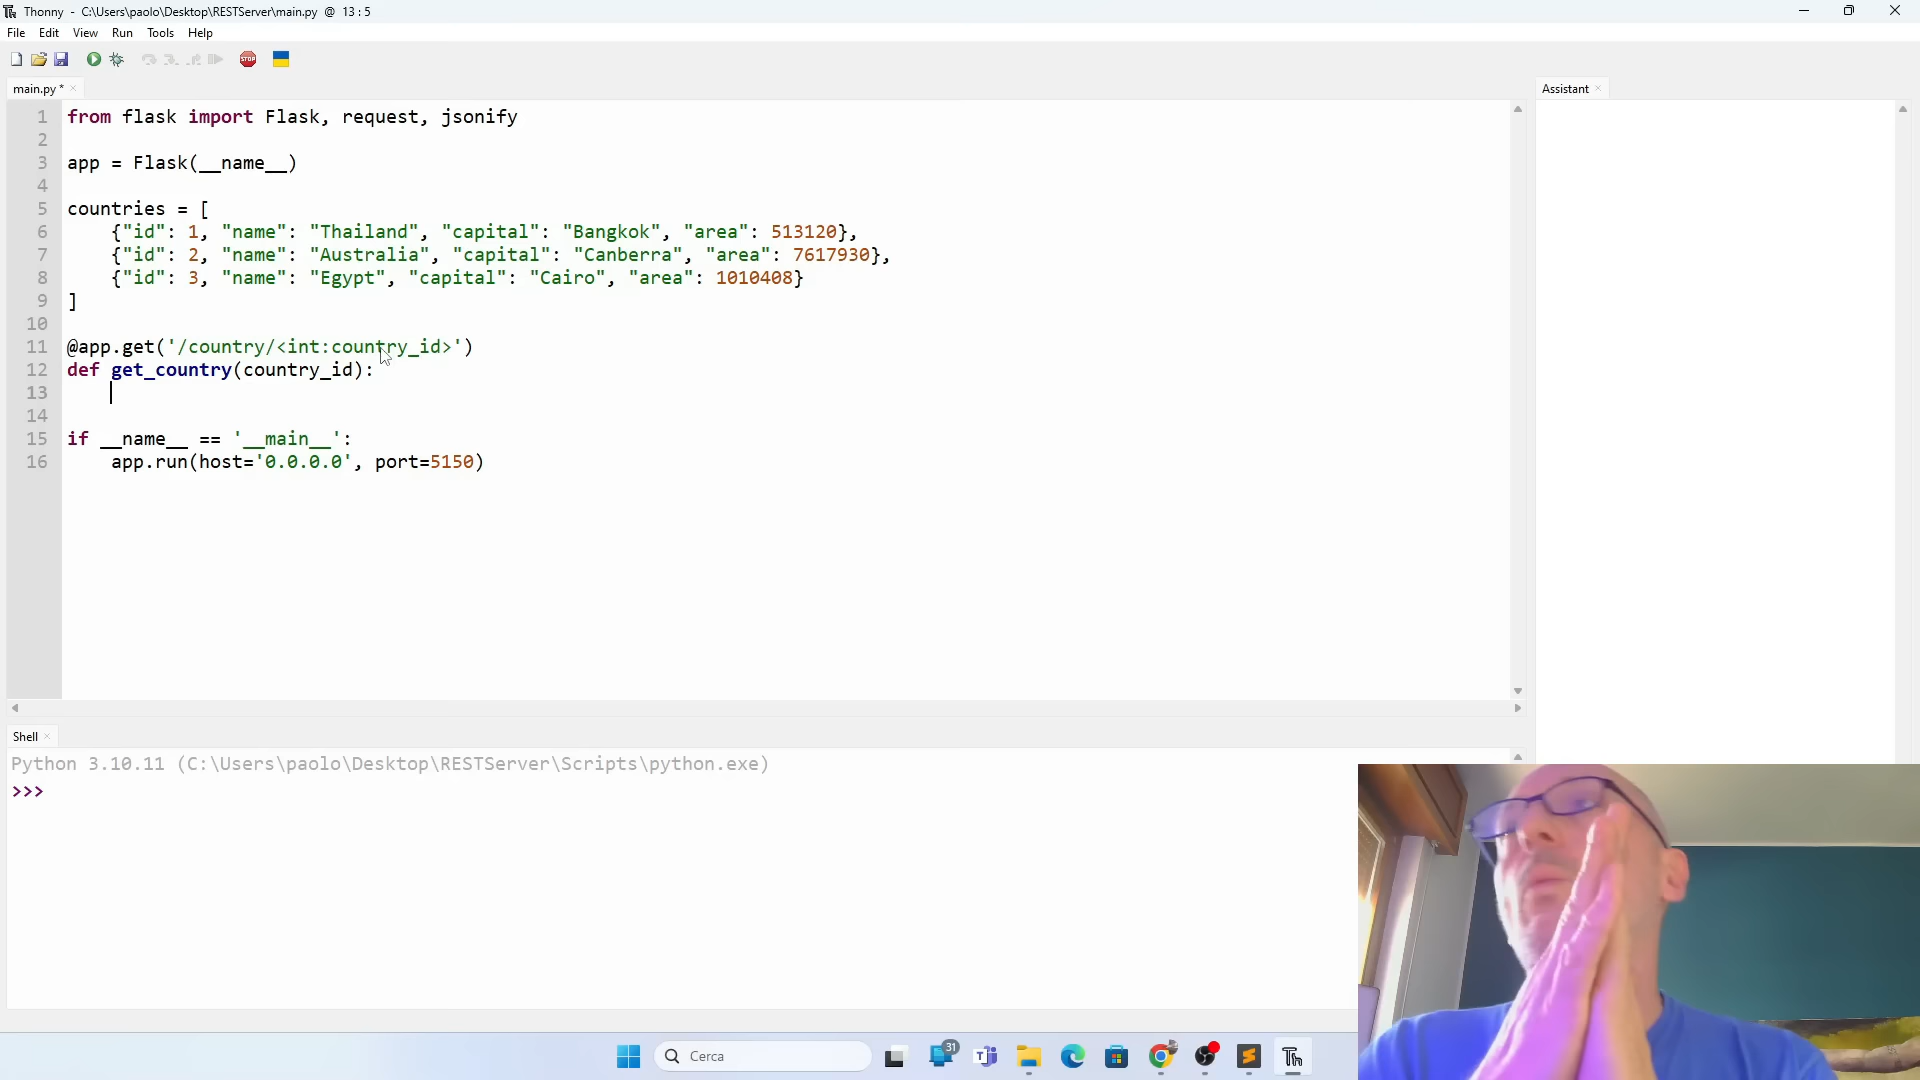 Thonny - C:\Users\paolo\Desktop\RESTServer\main.py @ 13 : 5
File Edit View Run Tools Help
STOP
main.py * ×
Assistant ×
1 from flask import Flask, request, jsonify
2
3 app = Flask(__name__)
4
5 countries = [
6 {"id": 1, "name": "Thailand", "capital": "Bangkok", "area": 513120},
7 {"id": 2, "name": "Australia", "capital": "Canberra", "area": 7617930},
8 {"id": 3, "name": "Egypt", "capital": "Cairo", "area": 1010408}
9 ]
10
11 @app.get('/country/<int:country_id>')
12 def get_country(country_id):
13
14
15 if __name__ == '__main__':
16 app.run(host='0.0.0.0', port=5150)
Shell ×
Python 3.10.11 (C:\Users\paolo\Desktop\RESTServer\Scripts\python.exe)
>>>
Cerca
31
Th